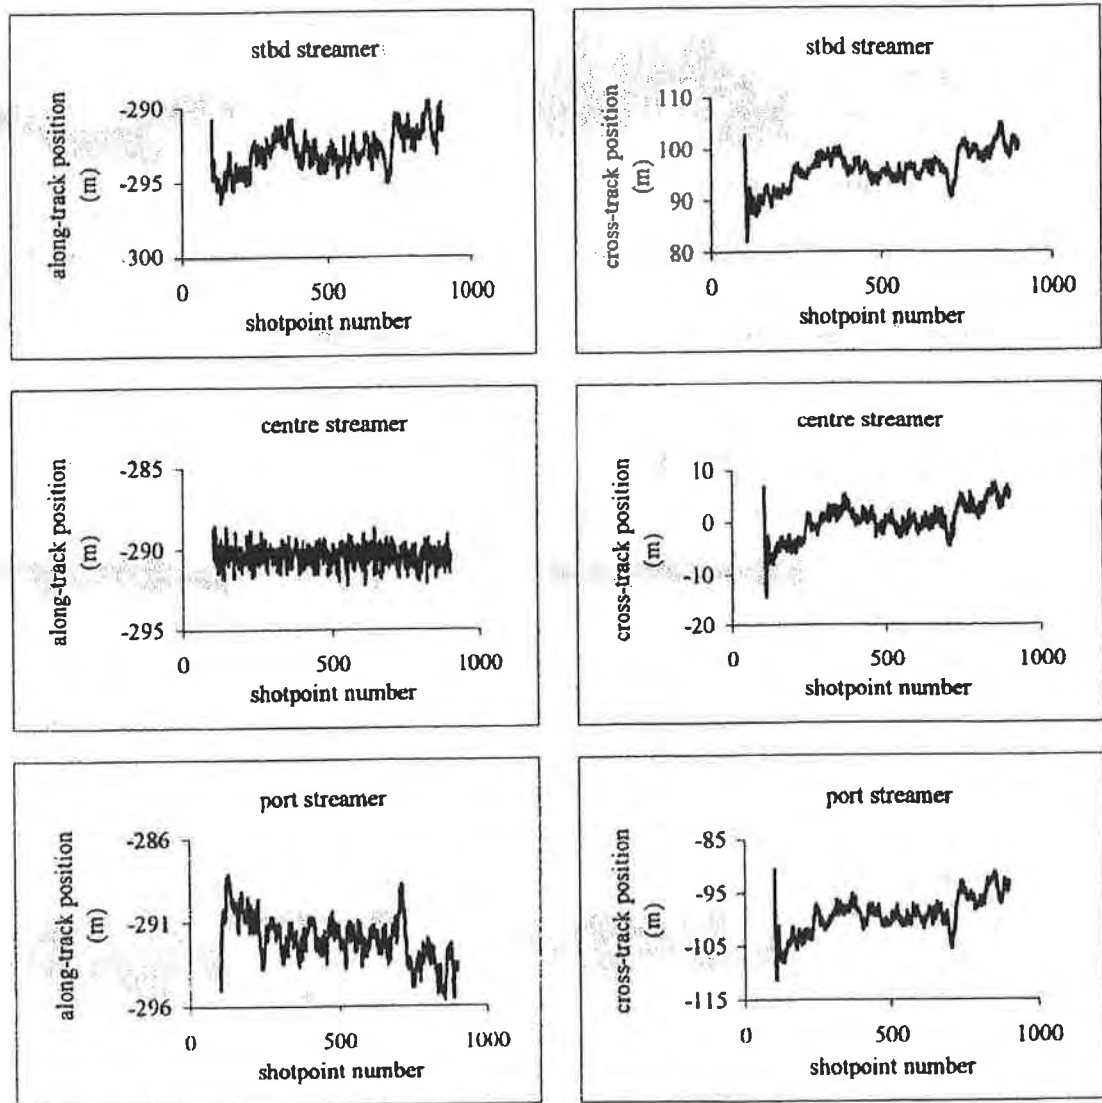 stbd streamer
-290
-295
-300
along-track position
(m)
0
500
1000
shotpoint number
stbd streamer
110
100
90
80
cross-track position
(m)
0
500
1000
shotpoint number
centre streamer
-285
-290
-295
along-track position
(m)
0
500
1000
shotpoint number
centre streamer
10
0
-10
-20
cross-track position
(m)
0
500
1000
shotpoint number
port streamer
-286
-291
-296
along-track position
(m)
0
500
1000
shotpoint number
port streamer
-85
-95
-105
-115
cross-track position
(m)
0
500
1000
shotpoint number